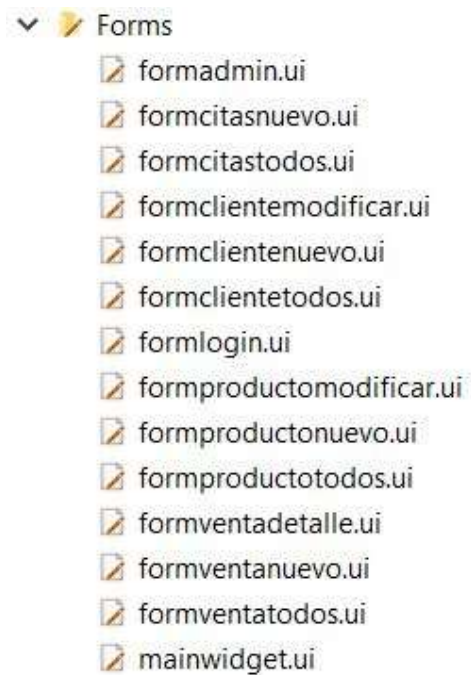 Forms
formadmin.ui
formcitasnuevo.ui
formcitastodos.ui
formclientemodificar.ui
formclientenuevo.ui
formclientetodos.ui
formlogin.ui
formproductomodificar.ui
formproductonuevo.ui
formproductotodos.ui
formventadetalle.ui
formventanuevo.ui
formventatodos.ui
mainwidget.ui